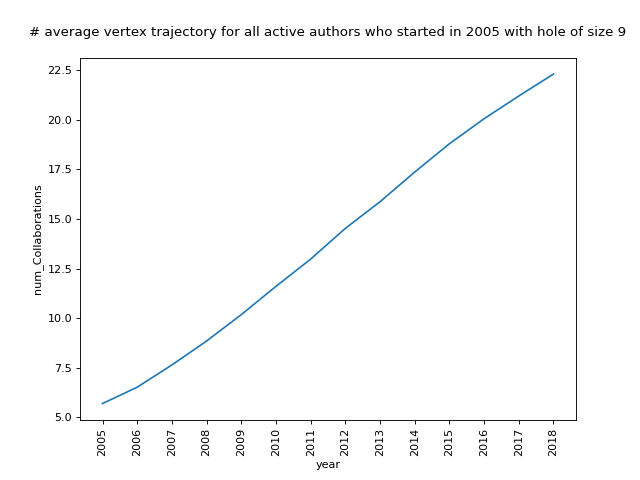 # average vertex trajectory for all active authors who started in 2005 with hole of size 9
22.5
20.0
17.5
15.0
12.5
10.0
7.5
5.0
num_Collaborations
2005 2006 2007 2008 2009 2010 2011 2012 2013 2014 2015 2016 2017 2018
year